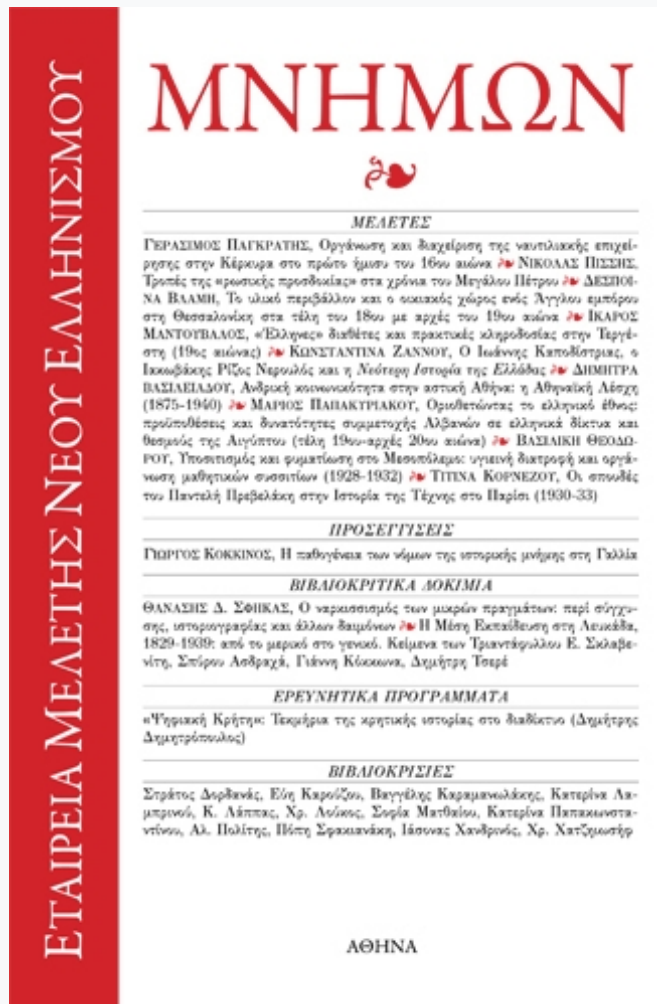 ΕΤΑΙΡΕΙΑ ΜΕΛΕΤΗΣ ΝΕΟΥ ΕΛΛΗΝΙΣΜΟΥ
ΜΝΗΜΩΝ
ΜΕΛΕΤΕΣ
ΓΕΡΑΣΙΜΟΣ ΠΑΓΚΡΑΤΗΣ, Οργάνωση και διαχείριση της ναυτιλιακής επιχεί-
ρησης στην Κέρκυρα στο πρώτο ήμισυ του 16ου αιώνα ❧ ΝΙΚΟΛΑΣ ΠΙΣΣΗΣ,
Τροπές της «ρωσικής προσδοκίας» στα χρόνια του Μεγάλου Πέτρου ❧ ΔΕΣΠΟΙ-
ΝΑ ΒΛΑΜΗ, Το υλικό περιβάλλον και ο οικιακός χώρος ενός Άγγλου εμπόρου
στη Θεσσαλονίκη στα τέλη του 18ου με αρχές του 19ου αιώνα ❧ ΙΚΑΡΟΣ
ΜΑΝΤΟΥΒΑΛΟΣ, «Έλληνες» διαθέτες και πρακτικές κληροδοσίας στην Τεργέ-
στη (19ος αιώνας) ❧ ΚΩΝΣΤΑΝΤΙΝΑ ΖΑΝΝΟΥ, Ο Ιωάννης Καποδίστριας, ο
Ιακωβάκης Ρίζος Νερουλός και η Νεότερη Ιστορία της Ελλάδας ❧ ΔΗΜΗΤΡΑ
ΒΑΣΙΛΕΙΑΔΟΥ, Ανδρική κοινωνικότητα στην αστική Αθήνα: η Αθηναϊκή Λέσχη
(1875-1940) ❧ ΜΑΡΙΟΣ ΠΑΠΑΚΥΡΙΑΚΟΥ, Οριοθετώντας το ελληνικό έθνος:
προϋποθέσεις και δυνατότητες συμμετοχής Αλβανών σε ελληνικά δίκτυα και
θεσμούς της Αιγύπτου (τέλη 19ου-αρχές 20ου αιώνα) ❧ ΒΑΣΙΛΙΚΗ ΘΕΟΔΩ-
ΡΟΥ, Υποσιτισμός και φυματίωση στο Μεσοπόλεμο: υγιεινή διατροφή και οργά-
νωση μαθητικών συσσιτίων (1928-1932) ❧ ΤΙΤΙΝΑ ΚΟΡΝΕΖΟΥ, Οι σπουδές
του Παντελή Πρεβελάκη στην Ιστορία της Τέχνης στο Παρίσι (1930-33)
ΠΡΟΣΕΓΓΙΣΕΙΣ
ΓΙΩΡΓΟΣ ΚΟΚΚΙΝΟΣ, Η παθογένεια των νόμων της ιστορικής μνήμης στη Γαλλία
ΒΙΒΛΙΟΚΡΙΤΙΚΑ ΔΟΚΙΜΙΑ
ΘΑΝΑΣΗΣ Δ. ΣΦΗΚΑΣ, Ο ναρκισσισμός των μικρών πραγμάτων: περί σύγχυ-
σης, ιστοριογραφίας και άλλων δαιμόνων ❧ Η Μέση Εκπαίδευση στη Λευκάδα,
1829-1939: από το μερικό στο γενικό. Κείμενα των Τριαντάφυλλου Ε. Σκλαβε-
νίτη, Σπύρου Ασδραχά, Γιάννη Κόκκωνα, Δημήτρη Τσερέ
ΕΡΕΥΝΗΤΙΚΑ ΠΡΟΓΡΑΜΜΑΤΑ
«Ψηφιακή Κρήτη»: Τεκμήρια της κρητικής ιστορίας στο διαδίκτυο (Δημήτρης
Δημητρόπουλος)
ΒΙΒΛΙΟΚΡΙΣΙΕΣ
Στράτος Δορδανάς, Εύη Καρούζου, Βαγγέλης Καραμανωλάκης, Κατερίνα Λα-
μπρινού, Κ. Λάππας, Χρ. Λούκος, Σοφία Ματθαίου, Κατερίνα Παπακωνστα-
ντίνου, Αλ. Πολίτης, Πόπη Σφακιανάκη, Ιάσονας Χανδρινός, Χρ. Χατζηιωσήφ
ΑΘΗΝΑ